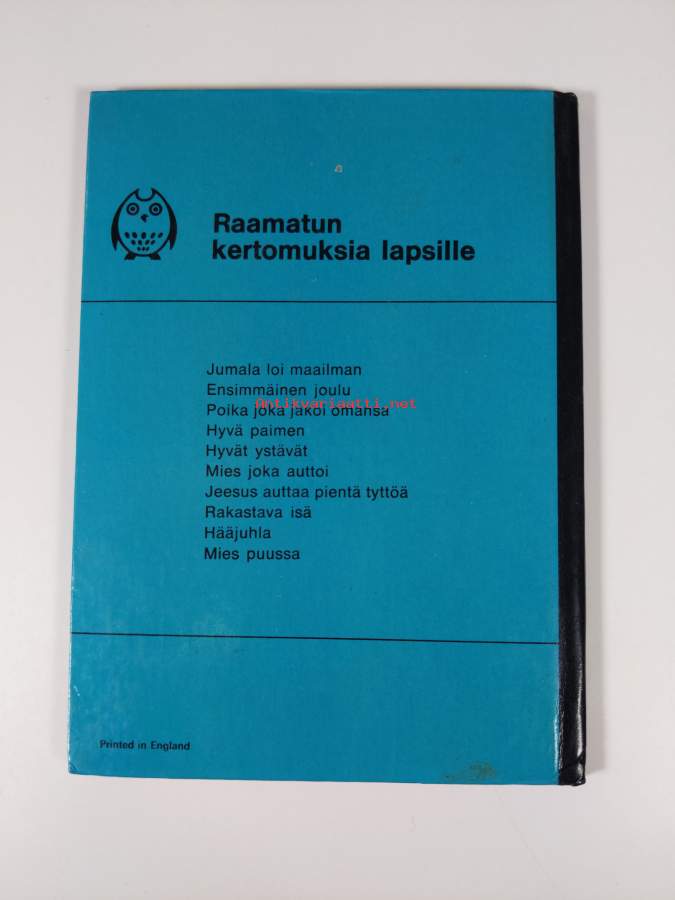 Raamatun
kertomuksia lapsille
Jumala loi maailman
Ensimmäinen joulu
Antikvariaatti.net
Poika joka jakoi omansa
Hyvä paimen
Hyvät ystävät
Mies joka auttoi
Jeesus auttaa pientä tyttöä
Rakastava isä
Hääjuhla
Mies puussa
Printed in England